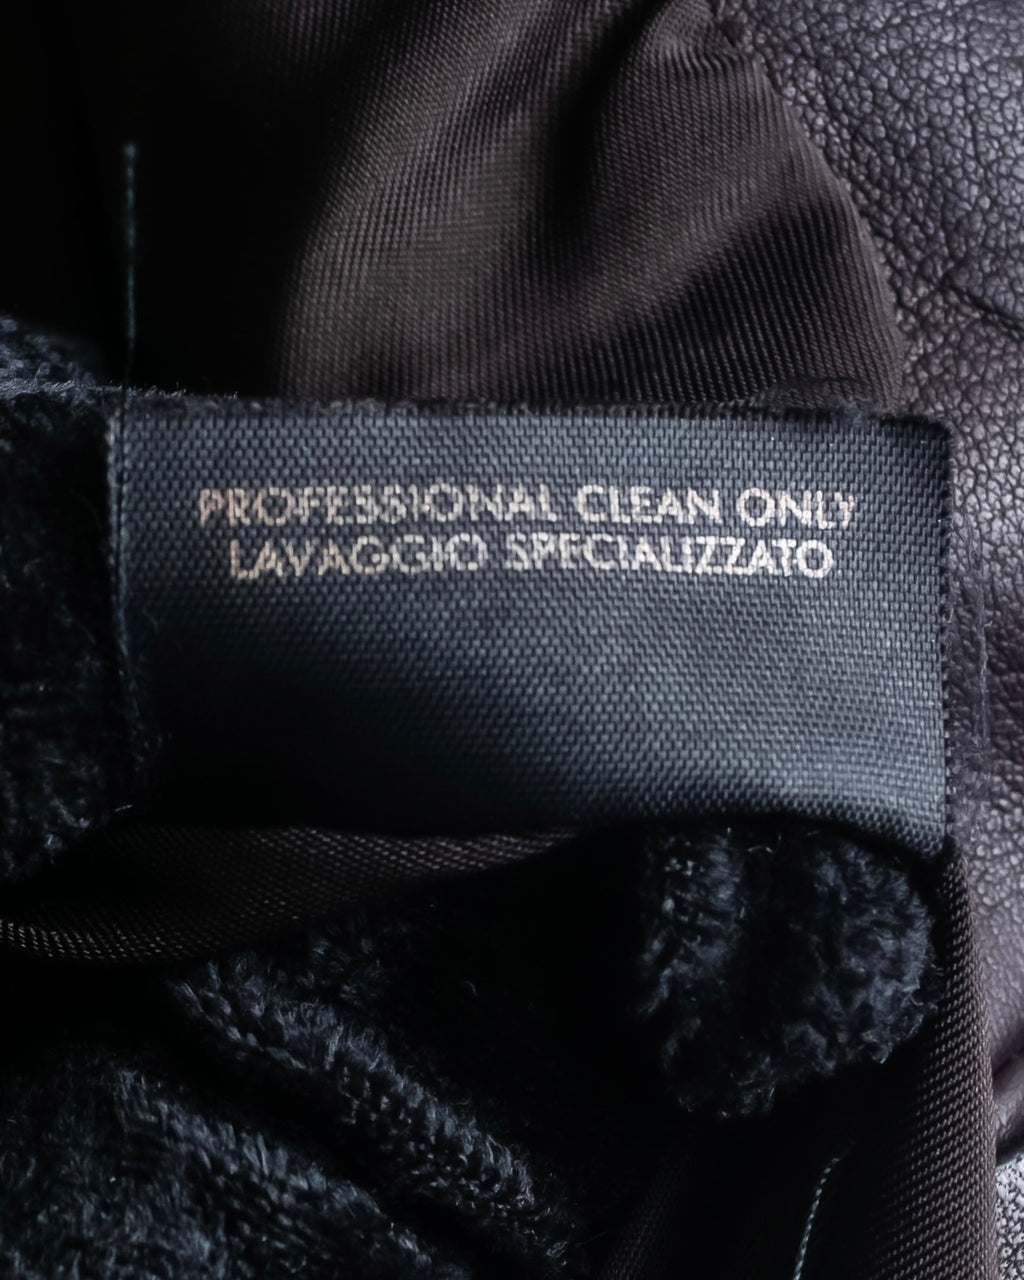 PROFESSIONAL CLEAN ONLY
LAVAGGIO SPECIALIZZATO